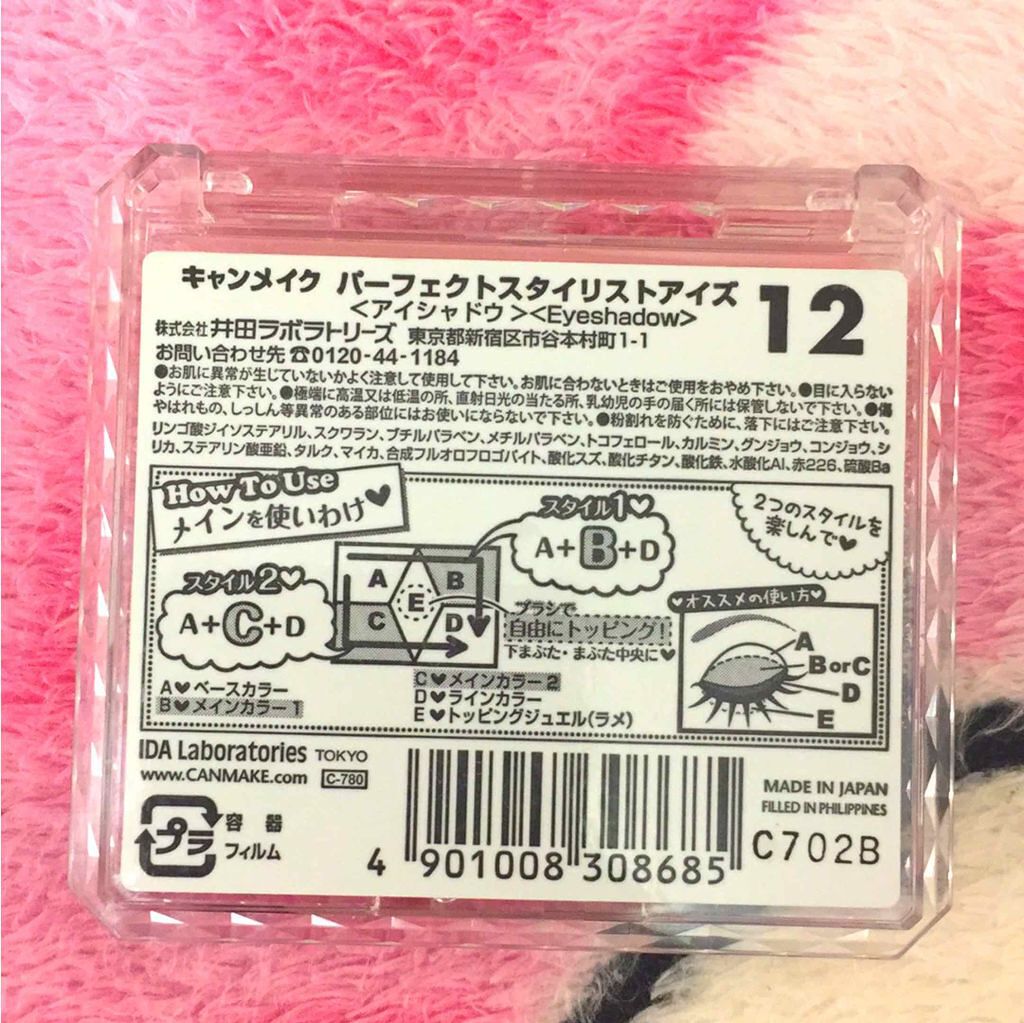 キャンメイク パーフェクトスタイリストアイズ
<アイシャドウ><Eyeshadow>
12
株式会社井田ラボラトリーズ 東京都新宿区市谷本村町1-1
お問い合わせ先☎0120-44-1184
●お肌に異常が生じていないかよく注意して使用して下さい。お肌に合わないときはご使用をおやめ下さい。●目に入らない
ようにご注意下さい。●極端に高温又は低温の所、直射日光の当たる所、乳幼児の手の届く所には保管しないで下さい。●傷
やはれもの、しっしん等異常のある部位にはお使いにならないで下さい。●粉割れを防ぐために、落下にはご注意下さい。
リンゴ酸ジイソステアリル、スクワラン、ブチルパラベン、メチルパラベン、トコフェロール、カルミン、グンジョウ、コンジョウ、シ
リカ、ステアリン酸亜鉛、タルク、マイカ、合成フルオロフロゴパイト、酸化スズ、酸化チタン、酸化鉄、水酸化Al、赤226、硫酸Ba
How To Use
メインを使いわけ♥
スタイル1♥
A+B+D
2つのスタイルを
楽しんで♥
スタイル2♥
A+C+D
A
B
E
C
D
ブラシで
自由にトッピング!
下まぶた・まぶた中央に♥
♥オススメの使い方♥
A
B or C
D
E
A♥ベースカラー
B♥メインカラー1
C♥メインカラー2
D♥ラインカラー
E♥トッピングジュエル(ラメ)
IDA Laboratories TOKYO
www.CANMAKE.com C-780
プラ
容器
フィルム
4 901008 308685
MADE IN JAPAN
FILLED IN PHILIPPINES
C702B